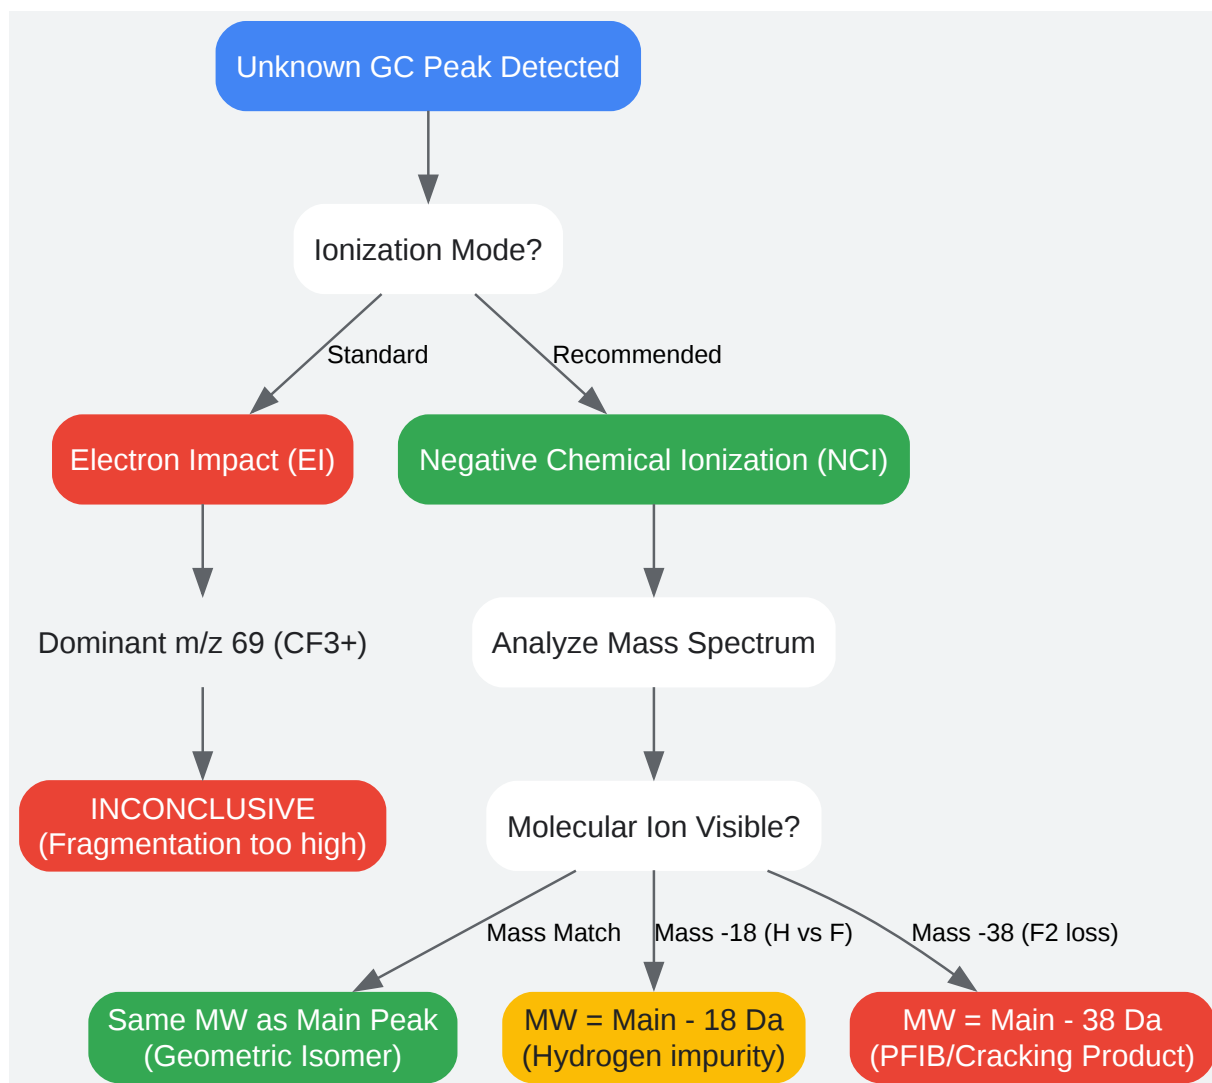 Unknown GC Peak Detected
Ionization Mode?
Standard
Recommended
Electron Impact (EI)
Negative Chemical Ionization (NCI)
Dominant m/z 69 (CF3+)
Analyze Mass Spectrum
INCONCLUSIVE
(Fragmentation too high)
Molecular Ion Visible?
Mass Match
Mass -18 (H vs F)
Mass -38 (F2 loss)
Same MW as Main Peak
(Geometric Isomer)
MW = Main - 18 Da
(Hydrogen impurity)
MW = Main - 38 Da
(PFIB/Cracking Product)